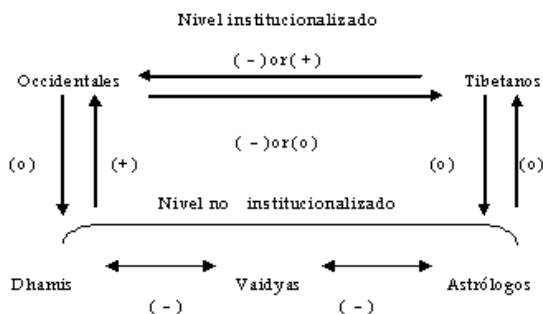 Nivel institucionalizado
( - ) or ( + )
Occidentales Tibetanos
( - ) or ( o )
(o) (+) (o) (o)
Nivel no institucionalizado
Dhamis Vaidyas Astrólogos
( - ) ( - )